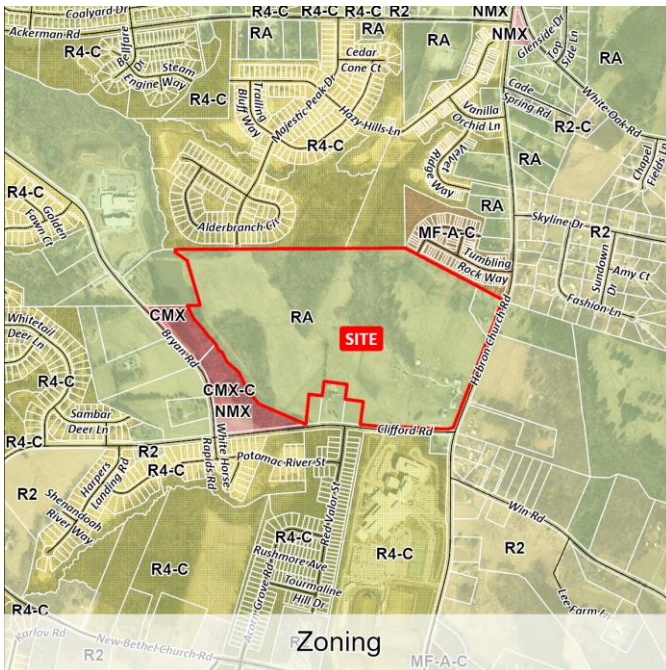 Coalyard Dr
R4-C
R4-C
R4-C
R2
NMX
Ackerman Rd
Bellfare
Dr
RA
RA
NMX
Glenside Dr
Top
Side Ln
RA
Steam
Engine Way
R4-C
Cedar
Cone Ct
Trailing
Bluff Way
Majestic Peak Dr
Hazy Hills Ln
R4-C
Cade
Spring Rd
White Oak Rd
Vanilla
Orchid Ln
R2-C
RA
Velvet
Ridge Way
Chapel
Fields Ln
R4-C
Golden
Fawn Ct
Alderbranch Cir
RA
MF-A-C
Skyline Dr
R2
Tumbling
Rock Way
Sundown
Dr
Amy Ct
Fashion Ln
CMX
RA
SITE
Bryan Rd
Hebron Church Rd
Whitetail
Deer Ln
R4-C
CMX-C
NMX
Sambar
Deer Ln
Clifford Rd
R4-C
R2
White Horse
Rapids Rd
Potomac River St
R4-C
Harpers
Landing Rd
R2
Shenandoah
River Way
Red Valor St
Win Rd
R4-C
Rushmore Ave
R4-C
R2
R4-C
Acorn Grove Rd
Tourmaline
Hill Dr
Lee Farm Ln
R4-C
Karlov Rd
New Bethel Church Rd
R2
Zoning
MF-A-C